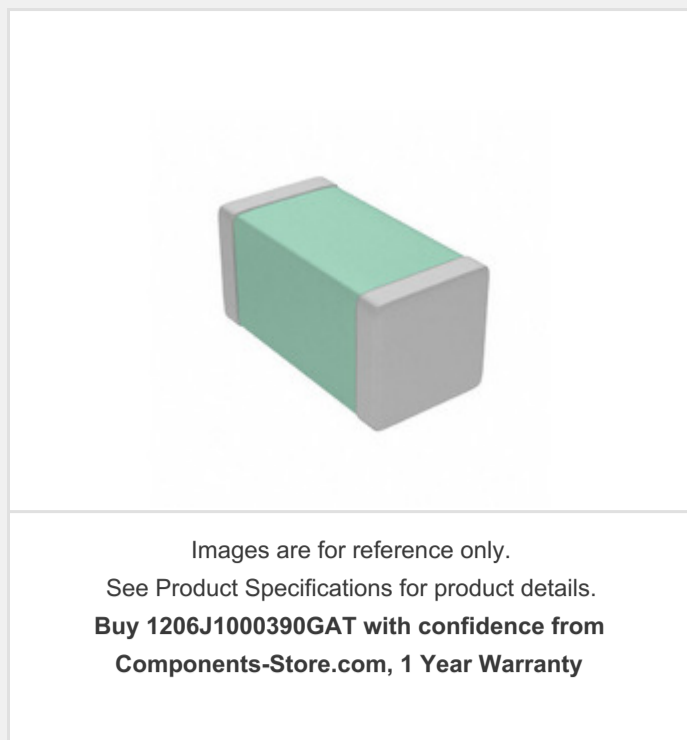 Images are for reference only.
See Product Specifications for product details.
Buy 1206J1000390GAT with confidence from
Components-Store.com, 1 Year Warranty